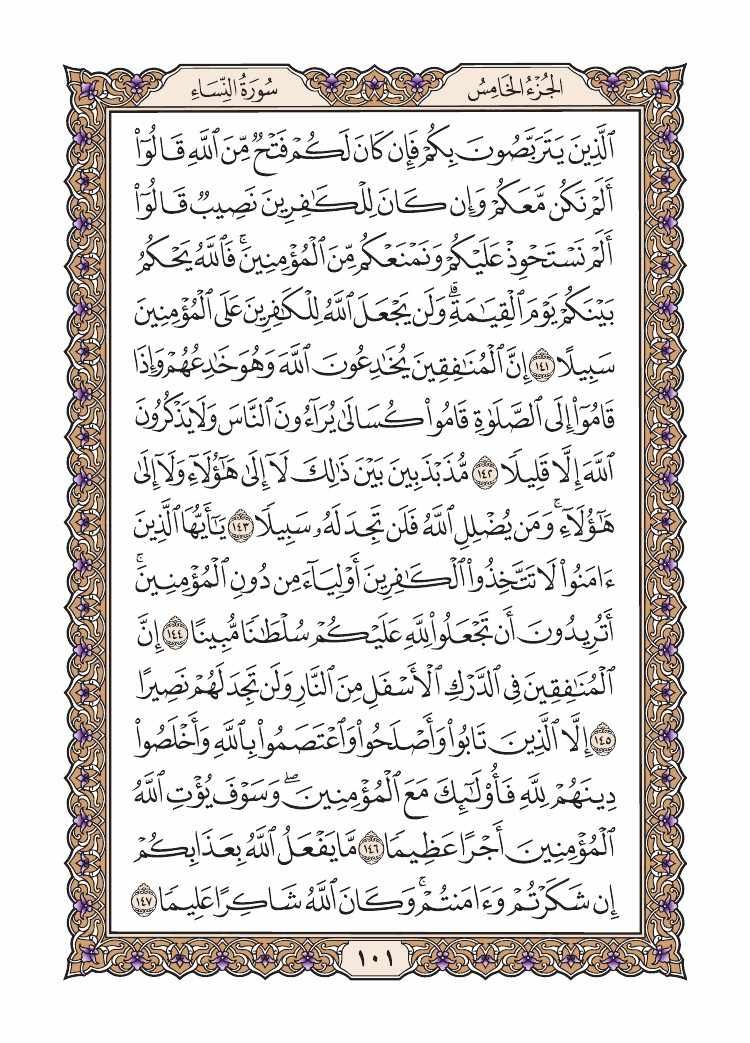 الجُزْءُ الخَامِسُ
سُورَةُ النِّسَاءِ
ٱلَّذِينَ يَتَرَبَّصُونَ بِكُمۡ فَإِن كَانَ لَكُمۡ فَتۡحٞ مِّنَ ٱللَّهِ قَالُوٓاْ
أَلَمۡ نَكُن مَّعَكُمۡ وَإِن كَانَ لِلۡكَٰفِرِينَ نَصِيبٞ قَالُوٓاْ
أَلَمۡ نَسۡتَحۡوِذۡ عَلَيۡكُمۡ وَنَمۡنَعۡكُم مِّنَ ٱلۡمُؤۡمِنِينَۚ فَٱللَّهُ يَحۡكُمُ
بَيۡنَكُمۡ يَوۡمَ ٱلۡقِيَٰمَةِۗ وَلَن يَجۡعَلَ ٱللَّهُ لِلۡكَٰفِرِينَ عَلَى ٱلۡمُؤۡمِنِينَ
سَبِيلًا ١٤١ إِنَّ ٱلۡمُنَٰفِقِينَ يُخَٰدِعُونَ ٱللَّهَ وَهُوَ خَٰدِعُهُمۡ وَإِذَا
قَامُوٓاْ إِلَى ٱلصَّلَوٰةِ قَامُواْ كُسَالَىٰ يُرَآءُونَ ٱلنَّاسَ وَلَا يَذۡكُرُونَ
ٱللَّهَ إِلَّا قَلِيلٗا ١٤٢ مُّذَبۡذَبِينَ بَيۡنَ ذَٰلِكَ لَآ إِلَىٰ هَٰٓؤُلَآءِ وَلَآ إِلَىٰ
هَٰٓؤُلَآءِۚ وَمَن يُضۡلِلِ ٱللَّهُ فَلَن تَجِدَ لَهُۥ سَبِيلٗا ١٤٣ يَٰٓأَيُّهَا ٱلَّذِينَ
ءَامَنُواْ لَا تَتَّخِذُواْ ٱلۡكَٰفِرِينَ أَوۡلِيَآءَ مِن دُونِ ٱلۡمُؤۡمِنِينَۚ
أَتُرِيدُونَ أَن تَجۡعَلُواْ لِلَّهِ عَلَيۡكُمۡ سُلۡطَٰنٗا مُّبِينًا ١٤٤ إِنَّ
ٱلۡمُنَٰفِقِينَ فِي ٱلدَّرۡكِ ٱلۡأَسۡفَلِ مِنَ ٱلنَّارِ وَلَن تَجِدَ لَهُمۡ نَصِيرًا
١٤٥ إِلَّا ٱلَّذِينَ تَابُواْ وَأَصۡلَحُواْ وَٱعۡتَصَمُواْ بِٱللَّهِ وَأَخۡلَصُواْ
دِينَهُمۡ لِلَّهِ فَأُوْلَٰٓئِكَ مَعَ ٱلۡمُؤۡمِنِينَۖ وَسَوۡفَ يُؤۡتِ ٱللَّهُ
ٱلۡمُؤۡمِنِينَ أَجۡرًا عَظِيمٗا ١٤٦ مَّا يَفۡعَلُ ٱللَّهُ بِعَذَابِكُمۡ
إِن شَكَرۡتُمۡ وَءَامَنتُمۡۚ وَكَانَ ٱللَّهُ شَاكِرًا عَلِيمٗا ١٤٧
١٠١